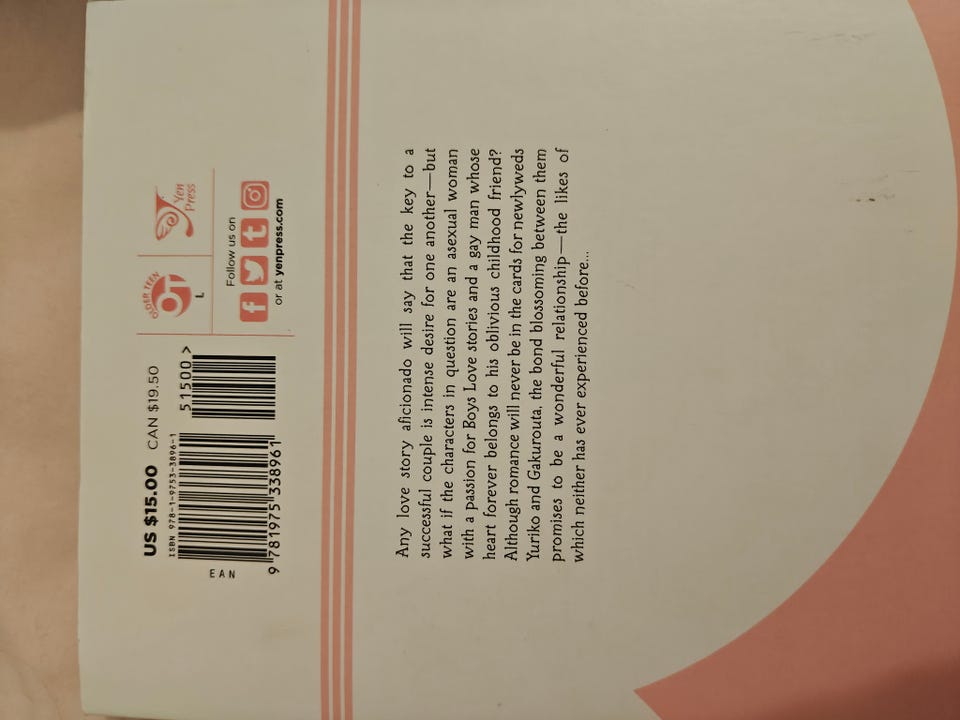 Any love story aficionado will say that the key to a
successful couple is intense desire for one another—but
what if the characters in question are an asexual woman
with a passion for Boys Love stories and a gay man whose
heart forever belongs to his oblivious childhood friend?
Although romance will never be in the cards for newlyweds
Yuriko and Gakurouta, the bond blossoming between them
promises to be a wonderful relationship—the likes of
which neither has ever experienced before...
US $15.00 CAN $19.50
ISBN 978-1-9753-3896-1
51500 >
EAN
9 781975 338961
OLDER TEEN
OT
L
Yen
Press
Follow us on
f t
or at yenpress.com